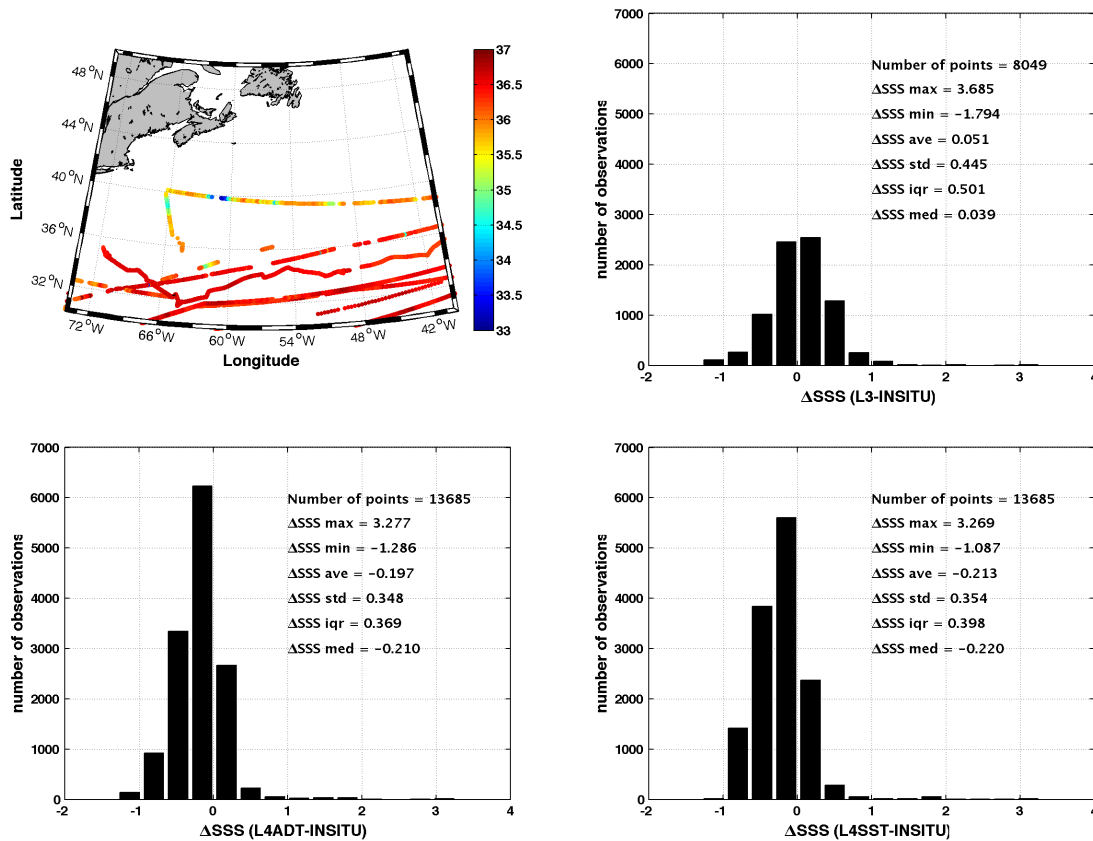 48°N
44°N
40°N
36°N
32°N
72°W
66°W
60°W
54°W
48°W
42°W
Latitude
Longitude
37
36.5
36
35.5
35
34.5
34
33.5
33
7000
6000
5000
4000
3000
2000
1000
0
-2
-1
0
1
2
3
4
number of observations
ΔSSS (L3-INSITU)
Number of points = 8049
ΔSSS max = 3.685
ΔSSS min = -1.794
ΔSSS ave = 0.051
ΔSSS std = 0.445
ΔSSS iqr = 0.501
ΔSSS med = 0.039
7000
6000
5000
4000
3000
2000
1000
0
-2
-1
0
1
2
3
4
number of observations
ΔSSS (L4ADT-INSITU)
Number of points = 13685
ΔSSS max = 3.277
ΔSSS min = -1.286
ΔSSS ave = -0.197
ΔSSS std = 0.348
ΔSSS iqr = 0.369
ΔSSS med = -0.210
7000
6000
5000
4000
3000
2000
1000
0
-2
-1
0
1
2
3
4
number of observations
ΔSSS (L4SST-INSITU)
Number of points = 13685
ΔSSS max = 3.269
ΔSSS min = -1.087
ΔSSS ave = -0.213
ΔSSS std = 0.354
ΔSSS iqr = 0.398
ΔSSS med = -0.220